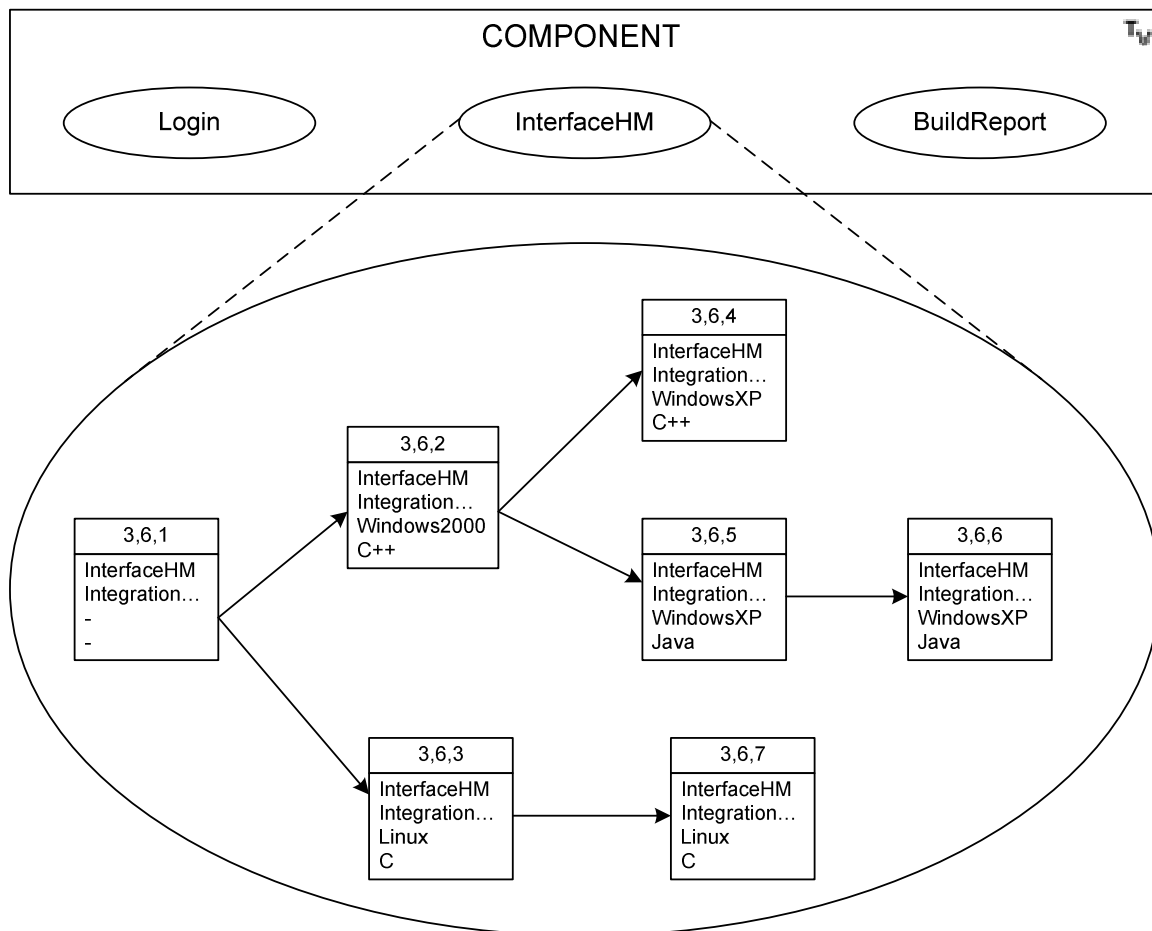 COMPONENT
Login
InterfaceHM
BuildReport
3,6,4
InterfaceHM
Integration…
WindowsXP
C++
3,6,2
InterfaceHM
Integration…
Windows2000
C++
3,6,1
InterfaceHM
Integration…
-
-
3,6,5
InterfaceHM
Integration…
WindowsXP
Java
3,6,6
InterfaceHM
Integration…
WindowsXP
Java
3,6,3
InterfaceHM
Integration…
Linux
C
3,6,7
InterfaceHM
Integration…
Linux
C